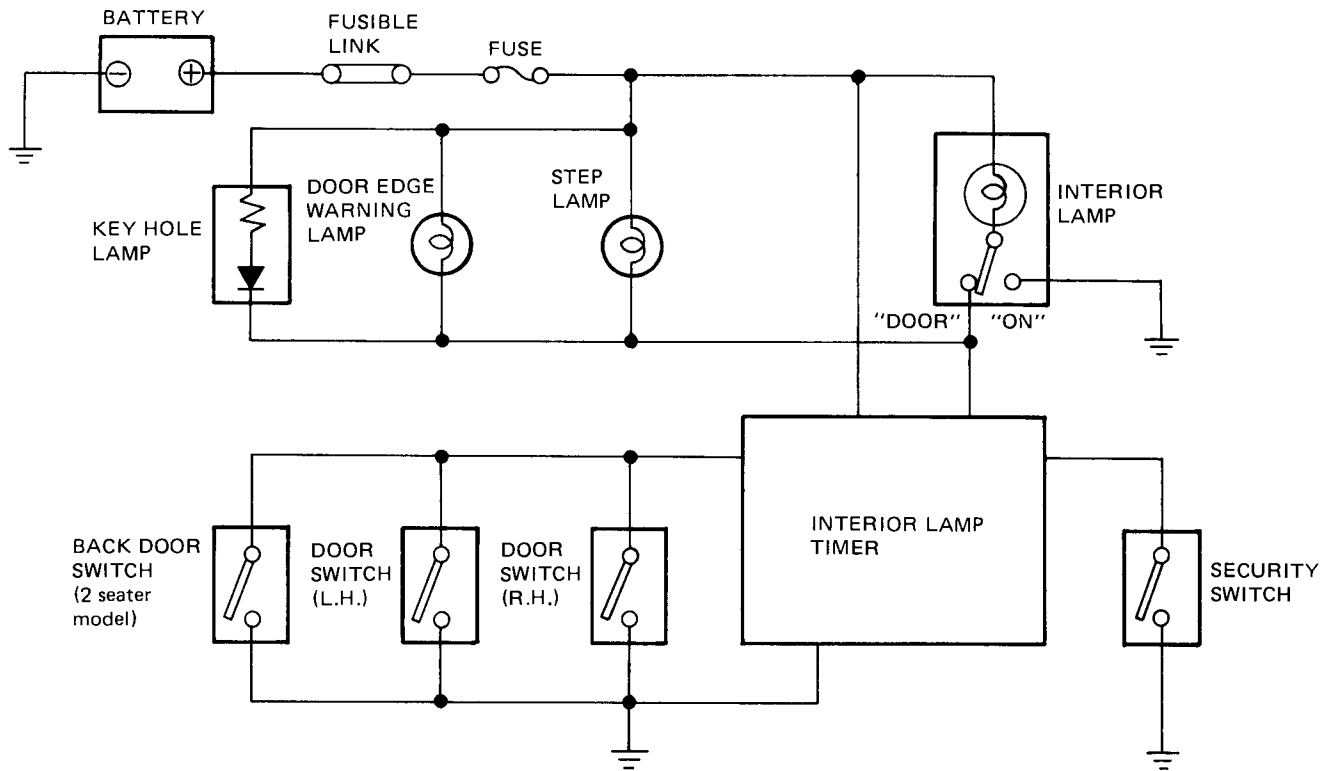 BATTERY
FUSIBLE
LINK
FUSE
KEY HOLE
LAMP
DOOR EDGE
WARNING
LAMP
STEP
LAMP
INTERIOR
LAMP
"DOOR"
"ON"
BACK DOOR
SWITCH
(2 seater
model)
DOOR
SWITCH
(L.H.)
DOOR
SWITCH
(R.H.)
INTERIOR LAMP
TIMER
SECURITY
SWITCH